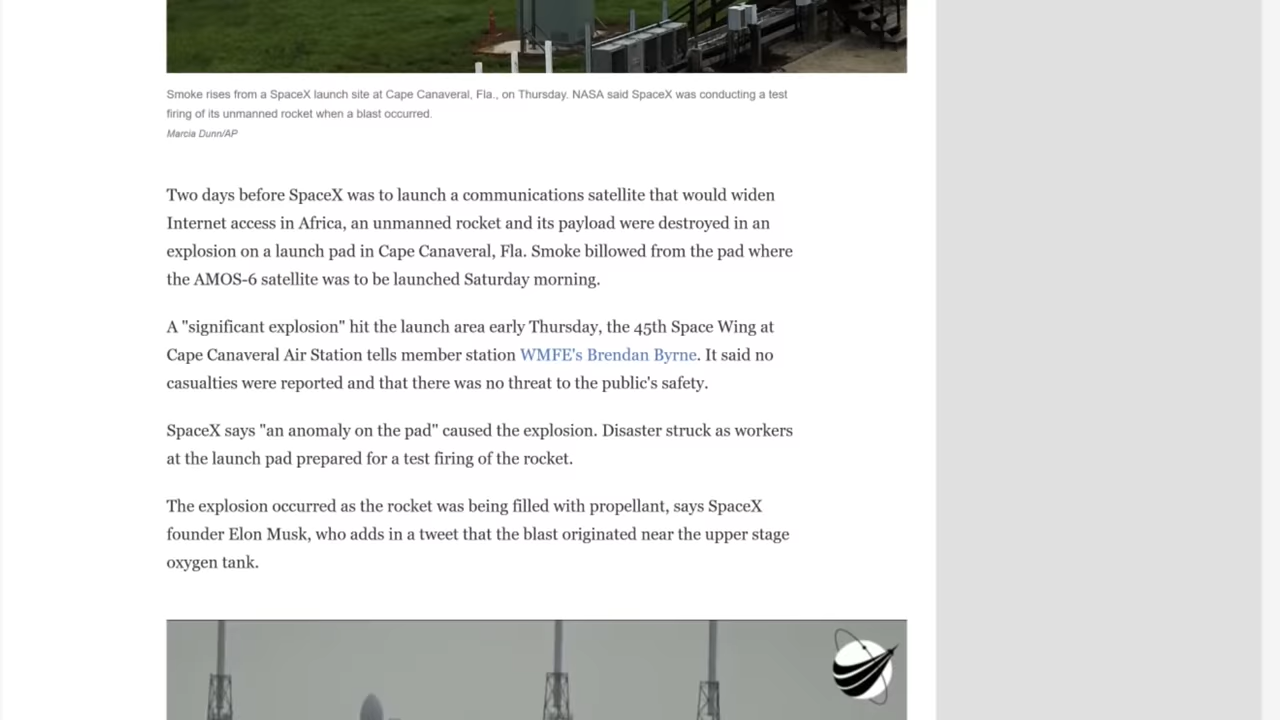 Smoke rises from a SpaceX launch site at Cape Canaveral, Fla., on Thursday. NASA said SpaceX was conducting a test
firing of its unmanned rocket when a blast occurred.
Marcia Dunn/AP
Two days before SpaceX was to launch a communications satellite that would widen
Internet access in Africa, an unmanned rocket and its payload were destroyed in an
explosion on a launch pad in Cape Canaveral, Fla. Smoke billowed from the pad where
the AMOS-6 satellite was to be launched Saturday morning.
A "significant explosion" hit the launch area early Thursday, the 45th Space Wing at
Cape Canaveral Air Station tells member station WMFE's Brendan Byrne. It said no
casualties were reported and that there was no threat to the public's safety.
SpaceX says "an anomaly on the pad" caused the explosion. Disaster struck as workers
at the launch pad prepared for a test firing of the rocket.
The explosion occurred as the rocket was being filled with propellant, says SpaceX
founder Elon Musk, who adds in a tweet that the blast originated near the upper stage
oxygen tank.